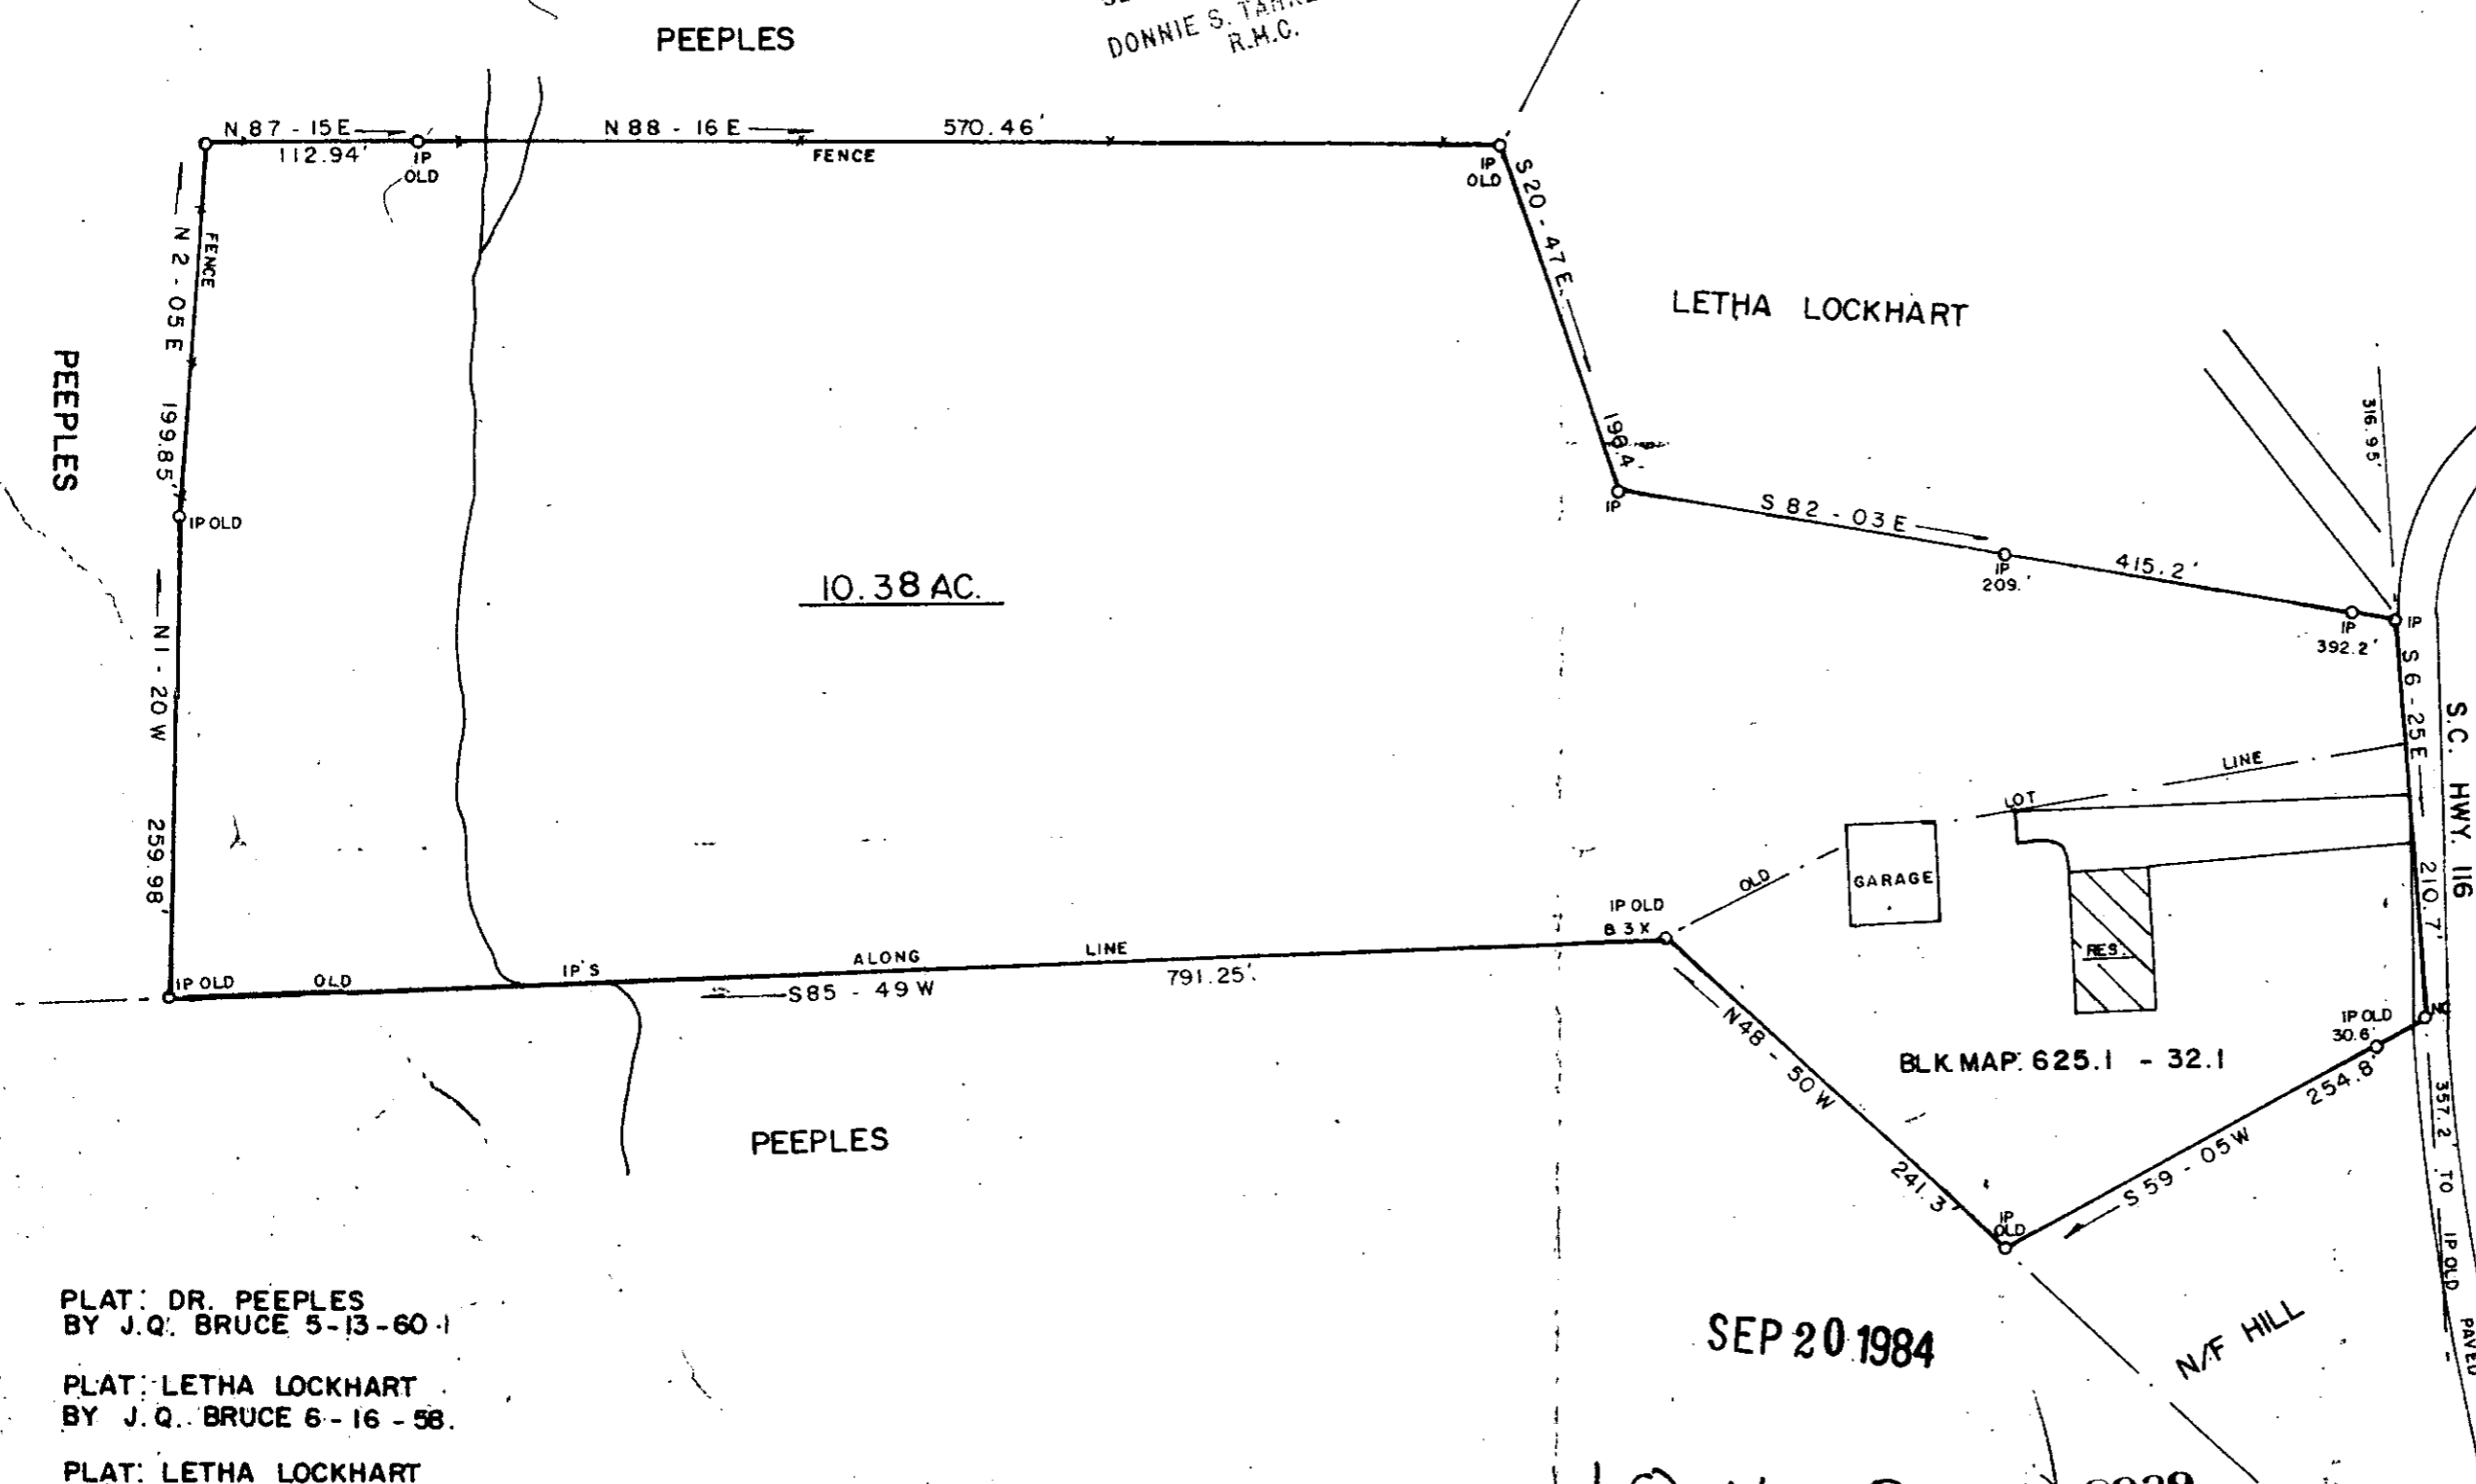 PEEPLES
DONNIE S.
R.M.C.
N 87 - 15 E
112.94'
IP
OLD
N 88 - 16 E
570.46'
FENCE
IP
OLD
S 20 - 47 E
LETHA LOCKHART
N 2 - 05 E 199.85'
FENCE
PEEPLES
IP OLD
316.95'
IP
S 82 - 03 E
IP
209.'
415.2'
IP
392.2'
IP
10.38 AC.
N 1 - 20 W 259.98'
S 6 - 25 E 210.7'
S.C. HWY. 116
LOT
LINE
OLD
GARAGE
RES.
IP OLD
B 3 X
IP OLD
OLD IP'S ALONG LINE
S 85 - 49 W
791.25'.
N 48 - 50 W
241.3'
IP OLD
30.6'
254.8'
S 59 - 05 W
BLK MAP: 625.1 - 32.1
357.2' TO IP OLD
PAVED
IP
OLD
PEEPLES
N/F HILL
SEP 20 1984
PLAT: DR. PEEPLES
BY J.Q. BRUCE 5-13-60
PLAT: LETHA LOCKHART
BY J.Q. BRUCE 6-16-58.
PLAT: LETHA LOCKHART